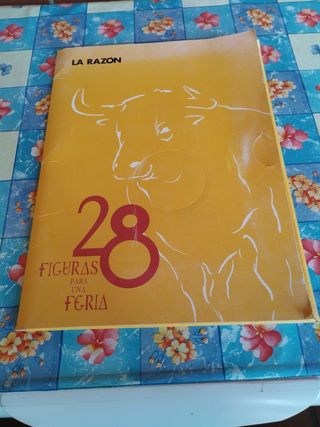 LA RAZON
28
FIGURAS
PARA
UNA
FERIA